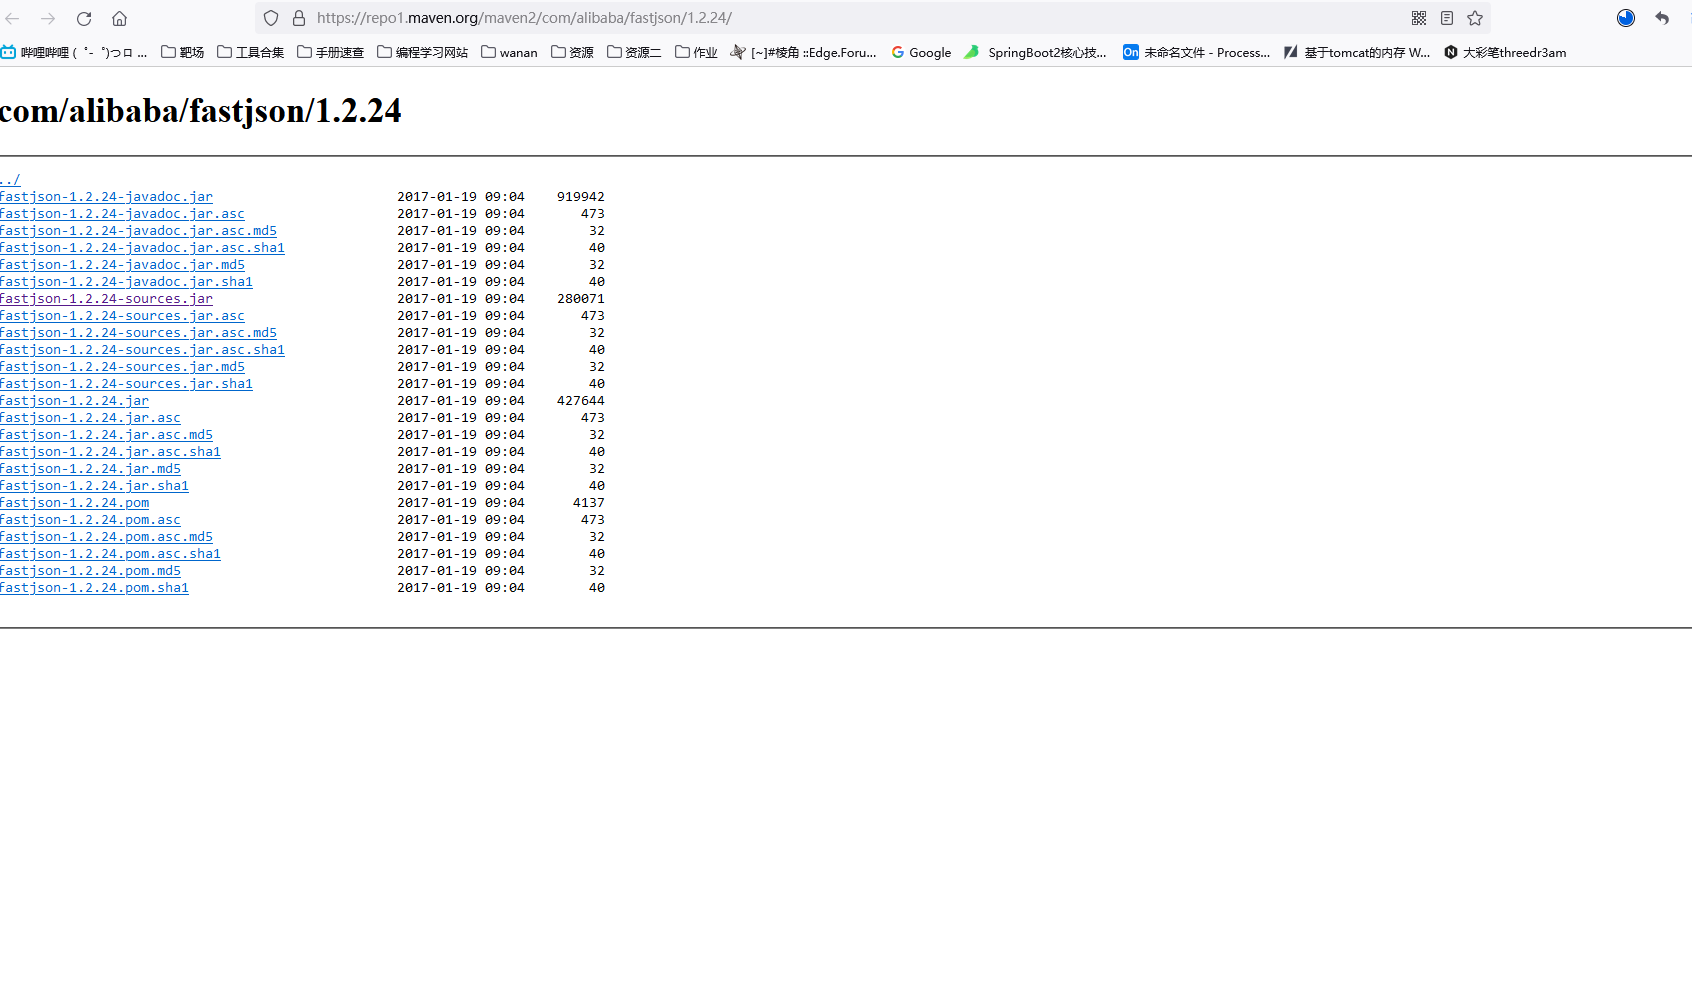 https://repo1.maven.org/maven2/com/alibaba/fastjson/1.2.24/
哔哩哔哩 ( ゜- ゜)つロ ... 靶场 工具合集 手册速查 编程学习网站 wanan 资源 资源二 作业 [~]#棱角 ::Edge.Foru... Google SpringBoot2核心技... On 未命名文件 - Process... 基于tomcat的内存 W... N 大彩笔threedr3am
com/alibaba/fastjson/1.2.24
../
fastjson-1.2.24-javadoc.jar 2017-01-19 09:04 919942
fastjson-1.2.24-javadoc.jar.asc 2017-01-19 09:04 473
fastjson-1.2.24-javadoc.jar.asc.md5 2017-01-19 09:04 32
fastjson-1.2.24-javadoc.jar.asc.sha1 2017-01-19 09:04 40
fastjson-1.2.24-javadoc.jar.md5 2017-01-19 09:04 32
fastjson-1.2.24-javadoc.jar.sha1 2017-01-19 09:04 40
fastjson-1.2.24-sources.jar 2017-01-19 09:04 280071
fastjson-1.2.24-sources.jar.asc 2017-01-19 09:04 473
fastjson-1.2.24-sources.jar.asc.md5 2017-01-19 09:04 32
fastjson-1.2.24-sources.jar.asc.sha1 2017-01-19 09:04 40
fastjson-1.2.24-sources.jar.md5 2017-01-19 09:04 32
fastjson-1.2.24-sources.jar.sha1 2017-01-19 09:04 40
fastjson-1.2.24.jar 2017-01-19 09:04 427644
fastjson-1.2.24.jar.asc 2017-01-19 09:04 473
fastjson-1.2.24.jar.asc.md5 2017-01-19 09:04 32
fastjson-1.2.24.jar.asc.sha1 2017-01-19 09:04 40
fastjson-1.2.24.jar.md5 2017-01-19 09:04 32
fastjson-1.2.24.jar.sha1 2017-01-19 09:04 40
fastjson-1.2.24.pom 2017-01-19 09:04 4137
fastjson-1.2.24.pom.asc 2017-01-19 09:04 473
fastjson-1.2.24.pom.asc.md5 2017-01-19 09:04 32
fastjson-1.2.24.pom.asc.sha1 2017-01-19 09:04 40
fastjson-1.2.24.pom.md5 2017-01-19 09:04 32
fastjson-1.2.24.pom.sha1 2017-01-19 09:04 40